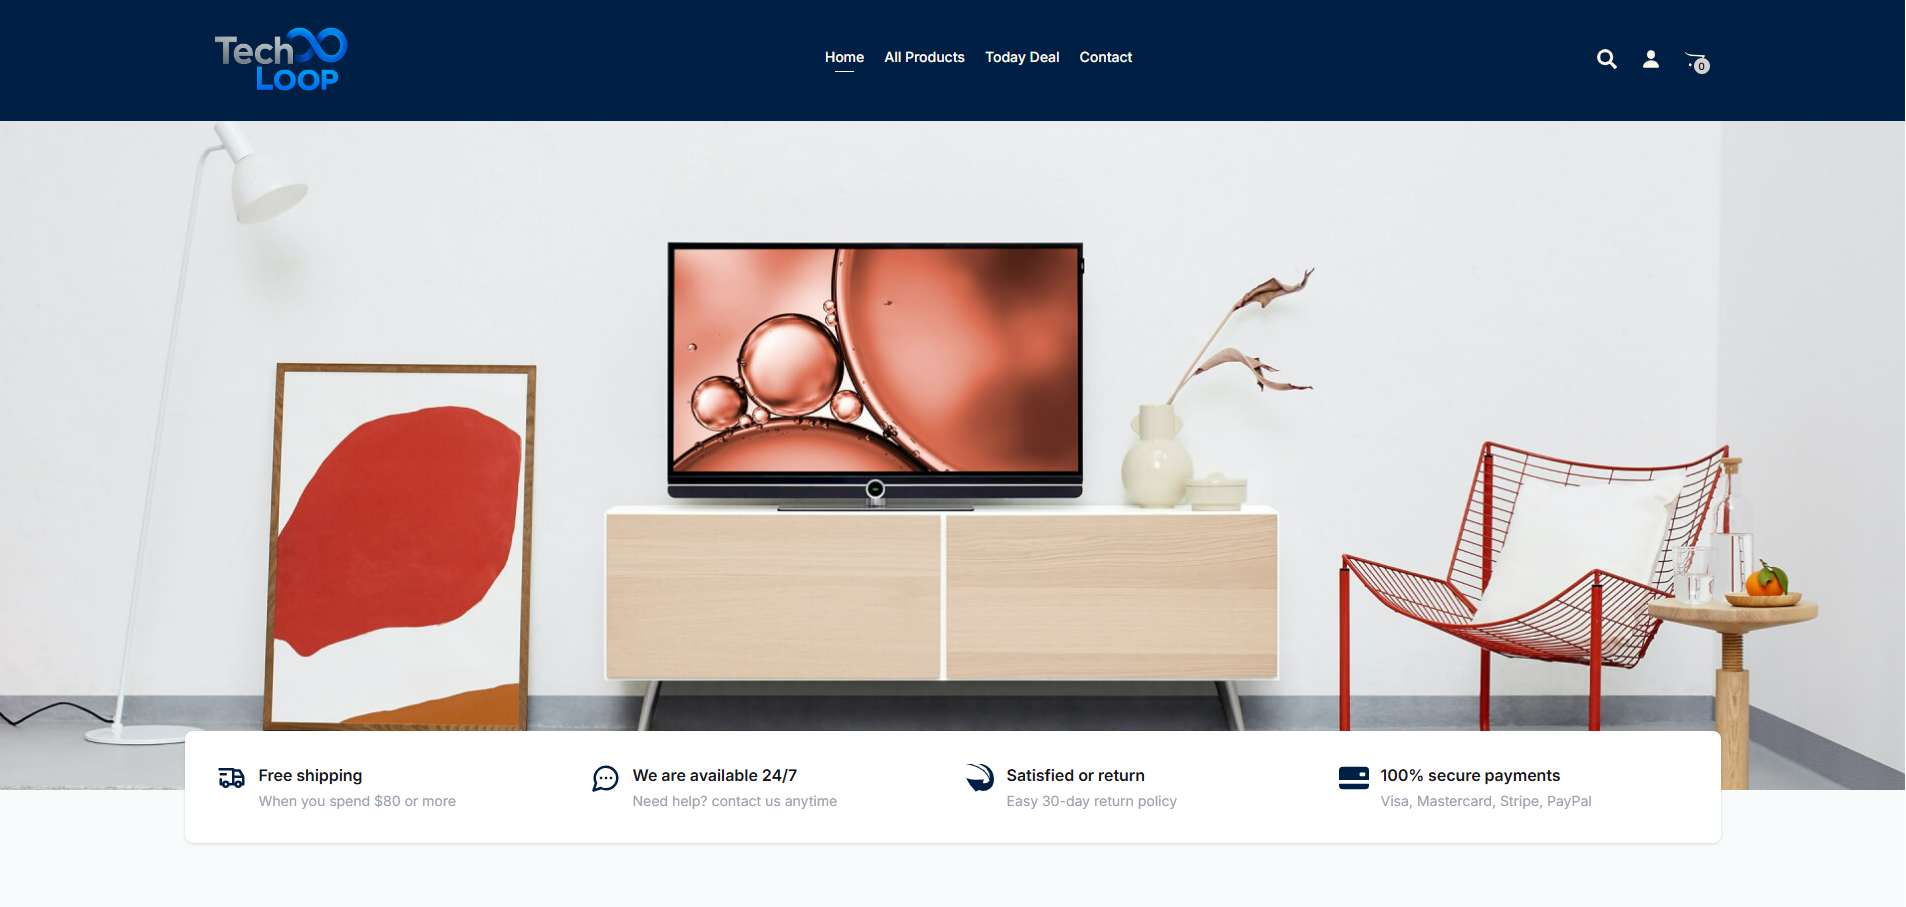 Tech
LOOP
Home All Products Today Deal Contact
0
Free shipping
When you spend $80 or more
We are available 24/7
Need help? contact us anytime
Satisfied or return
Easy 30-day return policy
100% secure payments
Visa, Mastercard, Stripe, PayPal